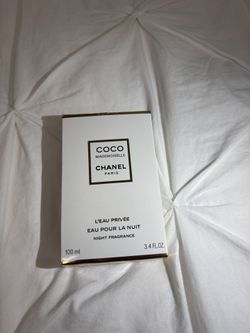 COCO
MADEMOISELLE
CHANEL
PARIS
L'EAU PRIVÉE
EAU POUR LA NUIT
NIGHT FRAGRANCE
100 ml
3.4 FL.OZ.